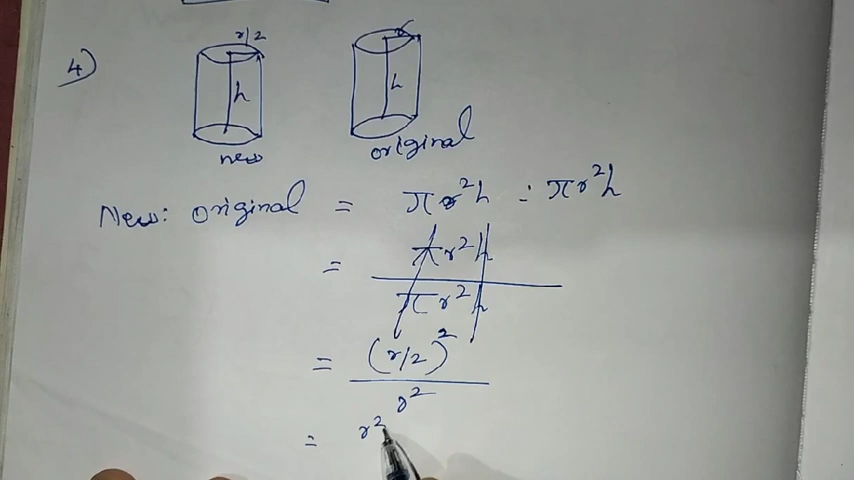 4)
r/2 r
h h
new original
New: original = πr²h : πr²h
= πr²h / πr²h
= (r/2)² / r²
= r²